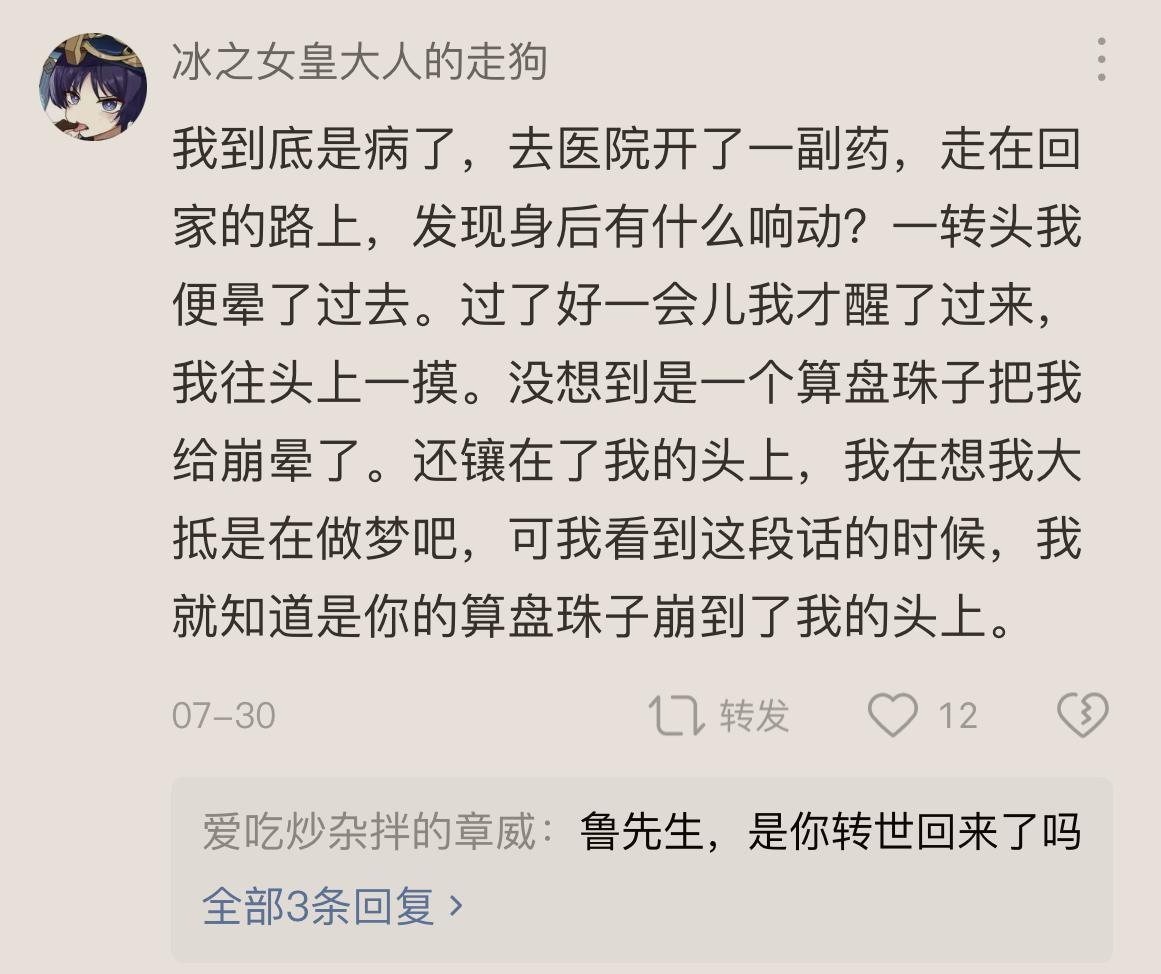 冰之女皇大人的走狗
我到底是病了，去医院开了一副药，走在回
家的路上，发现身后有什么响动？一转头我
便晕了过去。过了好一会儿我才醒了过来，
我往头上一摸。没想到是一个算盘珠子把我
给崩晕了。还镶在了我的头上，我在想我大
抵是在做梦吧，可我看到这段话的时候，我
就知道是你的算盘珠子崩到了我的头上。
07-30 转发 12
爱吃炒杂拌的章威：鲁先生，是你转世回来了吗
全部3条回复 >